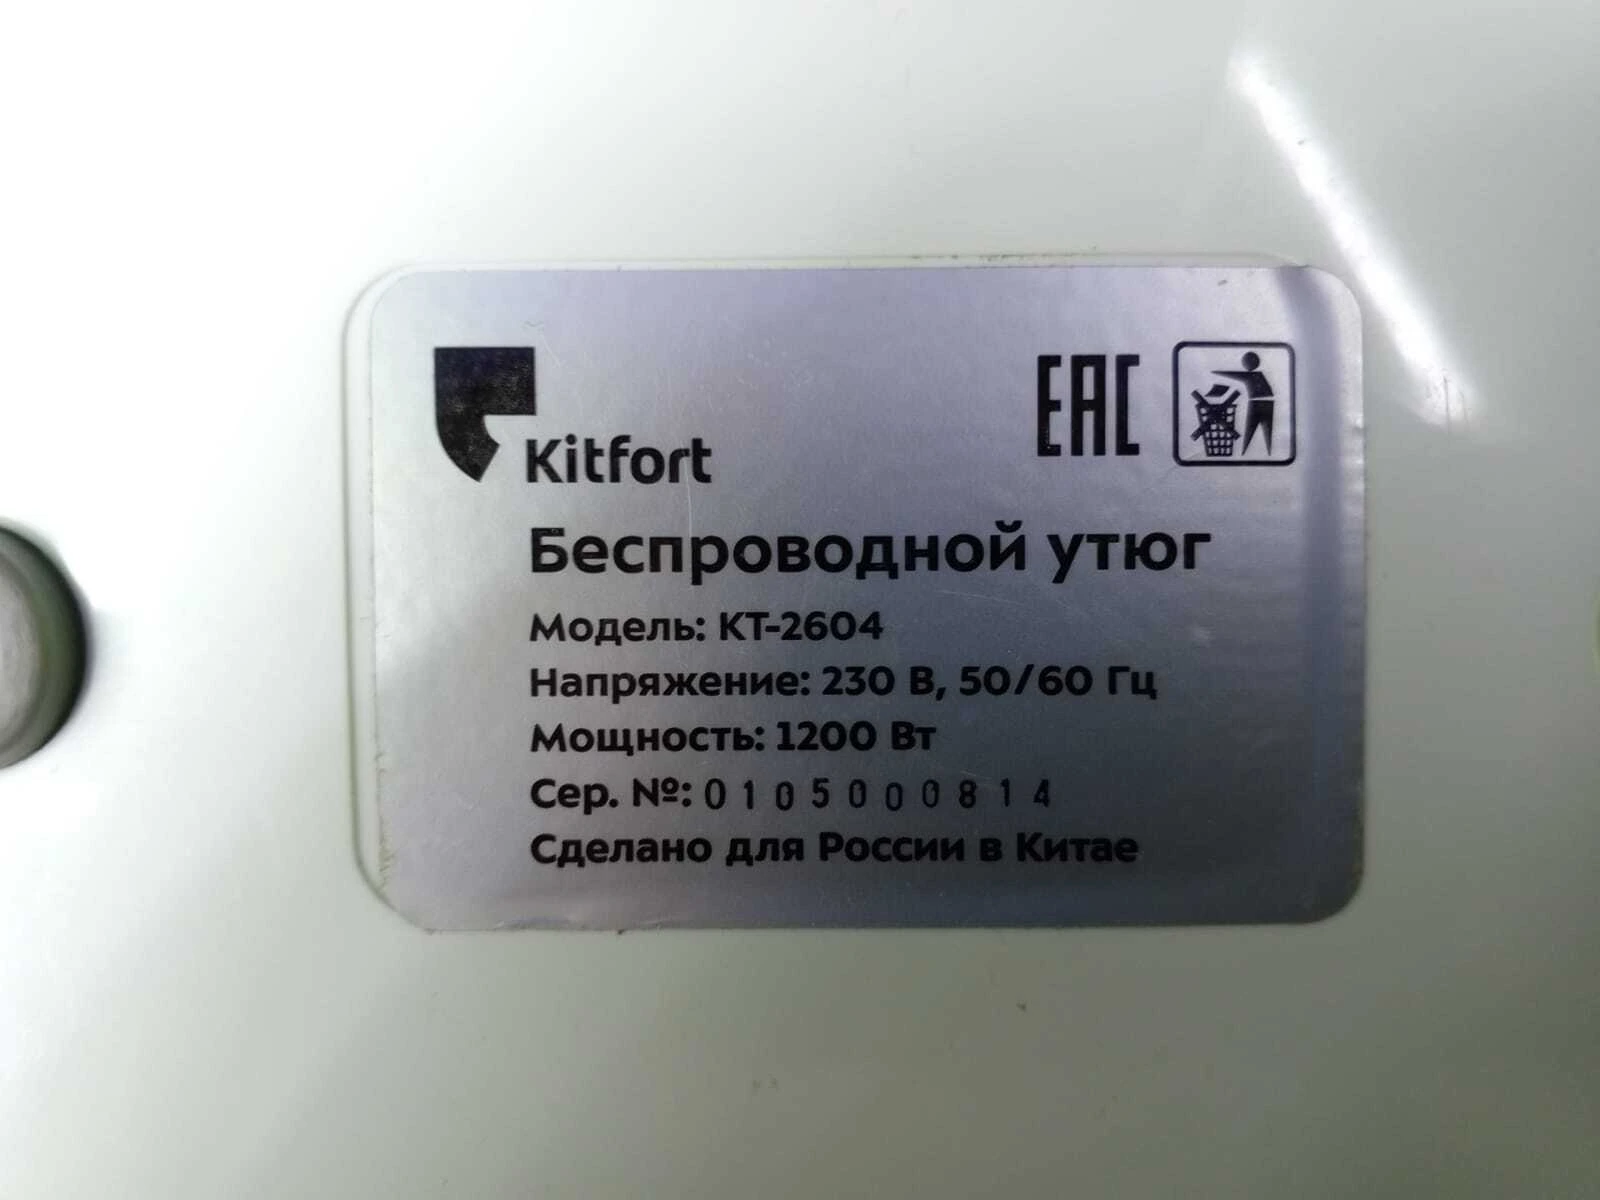 Kitfort
EAC
Беспроводной утюг
Модель: КТ-2604
Напряжение: 230 В, 50/60 Гц
Мощность: 1200 Вт
Сер. №: 0105000814
Сделано для России в Китае